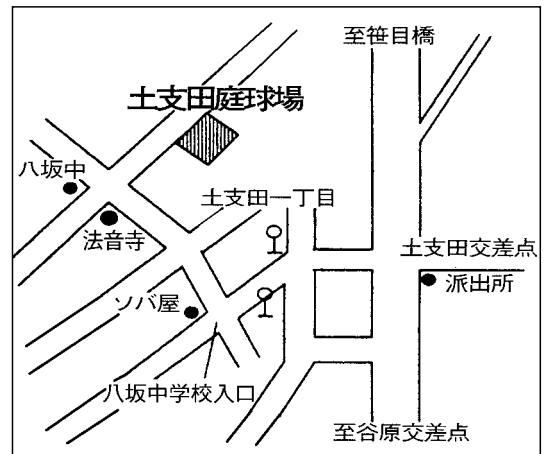 至笹目橋
土支田庭球場
八坂中
土支田一丁目
法音寺
土支田交差点
派出所
ソバ屋
八坂中学校入口
至谷原交差点